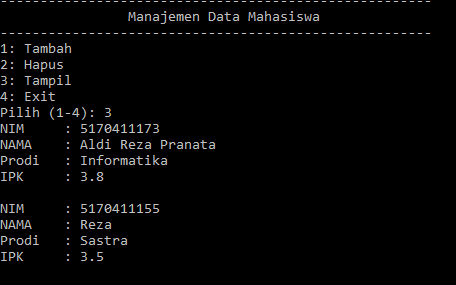 ------------------------------------------------------
Manajemen Data Mahasiswa
------------------------------------------------------
1: Tambah
2: Hapus
3: Tampil
4: Exit
Pilih (1-4): 3
NIM     : 5170411173
NAMA    : Aldi Reza Pranata
Prodi   : Informatika
IPK     : 3.8
NIM     : 5170411155
NAMA    : Reza
Prodi   : Sastra
IPK     : 3.5